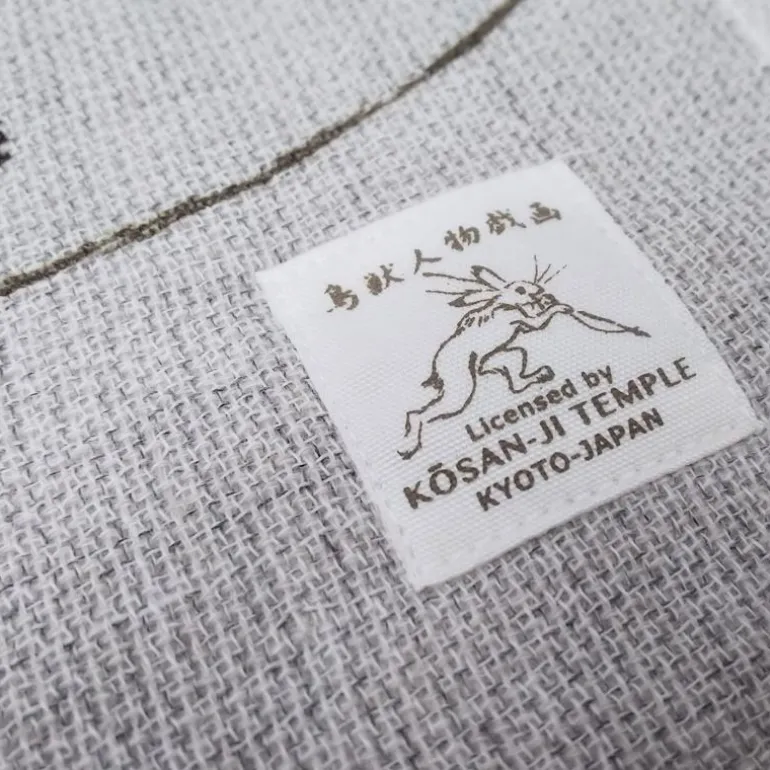 鳥獣人物戯画
Licensed by
KŌSAN-JI TEMPLE
KYOTO-JAPAN